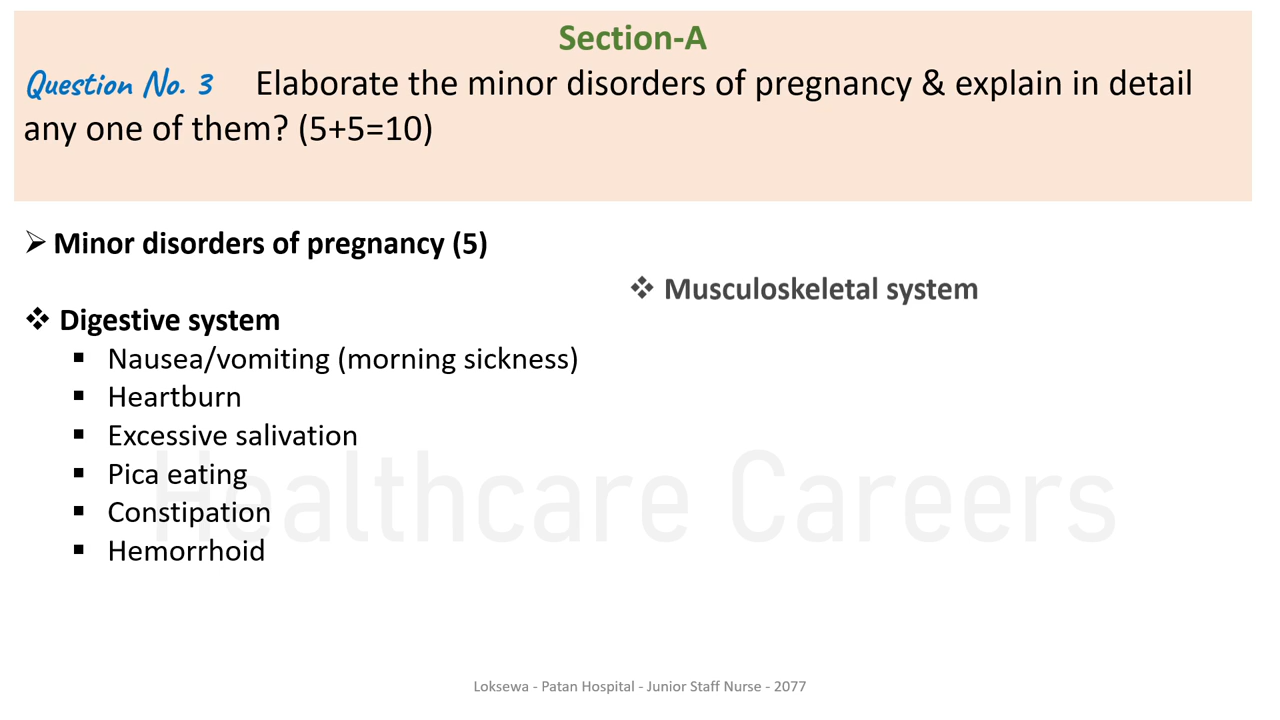 Section-A
Question No. 3 Elaborate the minor disorders of pregnancy & explain in detail
any one of them? (5+5=10)
➢ Minor disorders of pregnancy (5)
❖ Digestive system
▪ Nausea/vomiting (morning sickness)
▪ Heartburn
▪ Excessive salivation
▪ Pica eating
▪ Constipation
▪ Hemorrhoid
❖ Musculoskeletal system
Healthcare Careers
Loksewa - Patan Hospital - Junior Staff Nurse - 2077